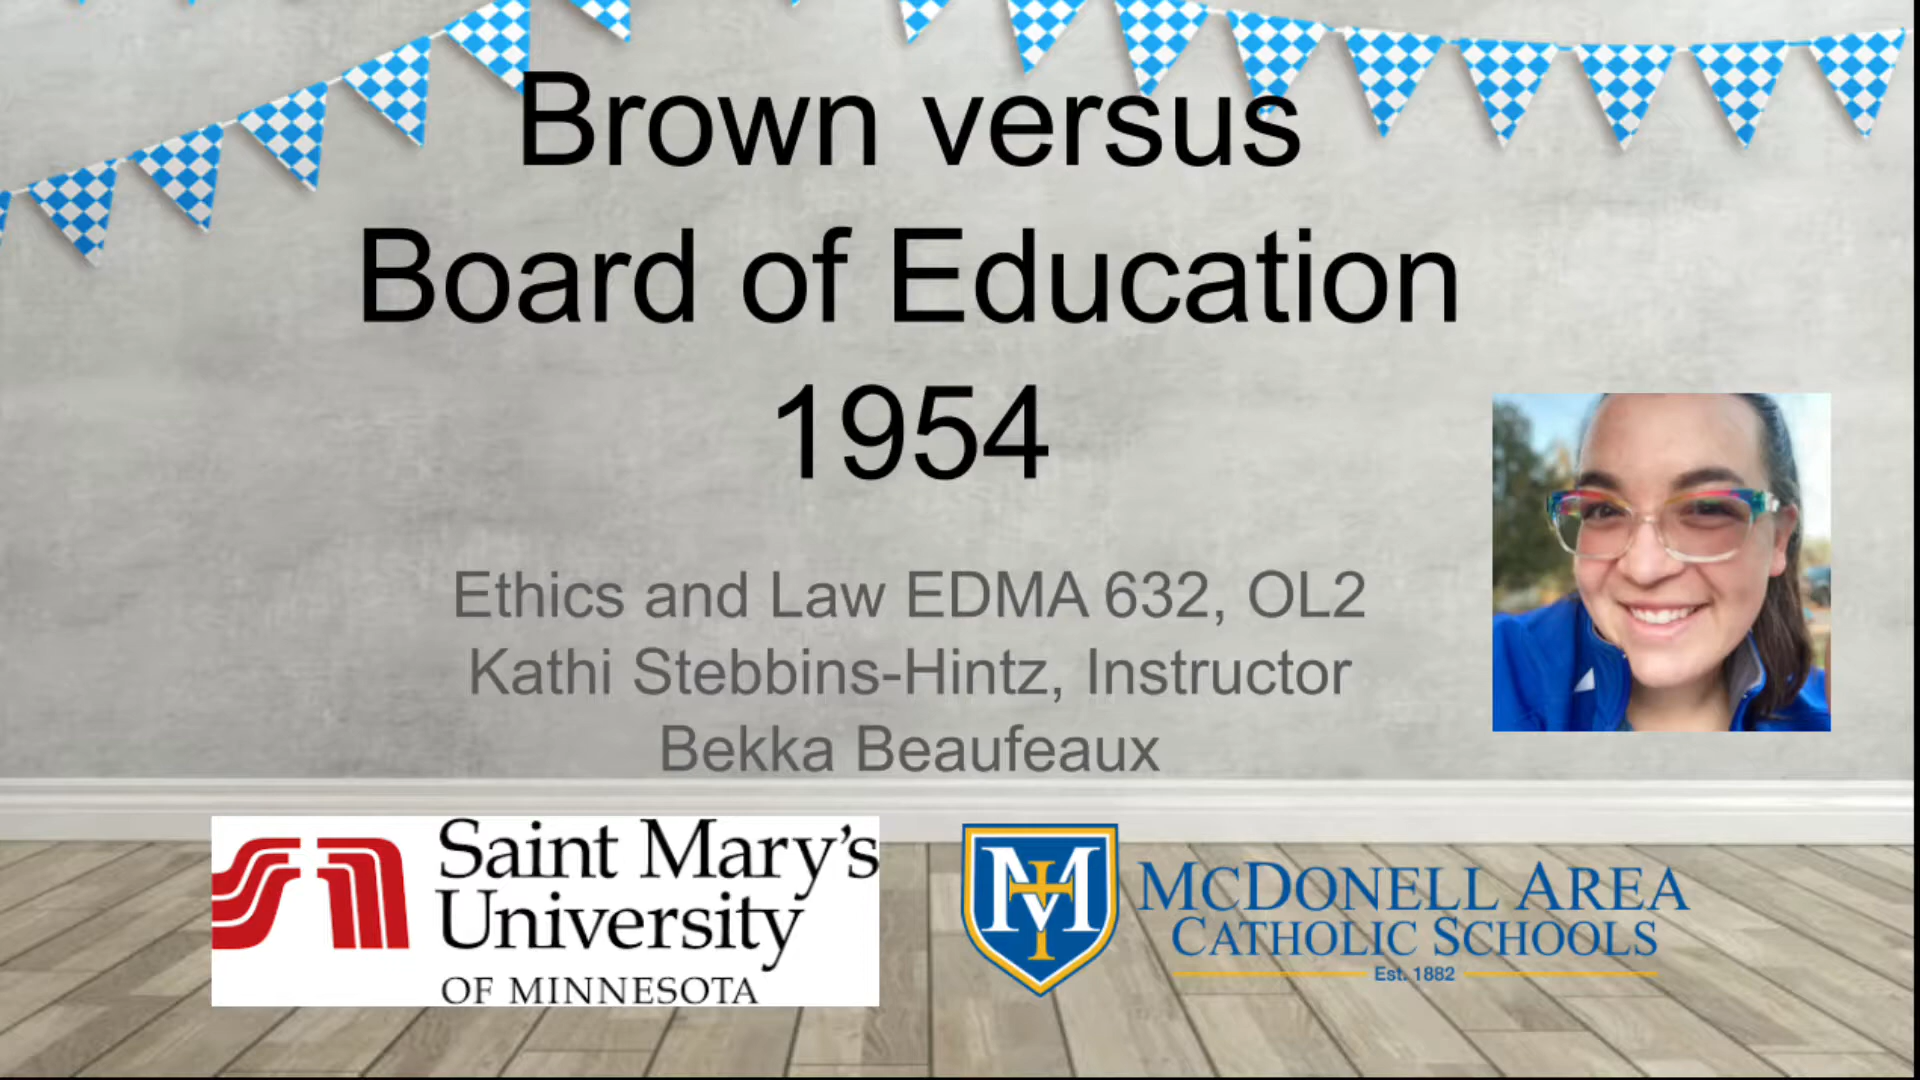 Brown versus
Board of Education
1954
Ethics and Law EDMA 632, OL2
Kathi Stebbins-Hintz, Instructor
Bekka Beaufeaux
Saint Mary's
University
OF MINNESOTA
M
MCDONELL AREA
CATHOLIC SCHOOLS
Est. 1882